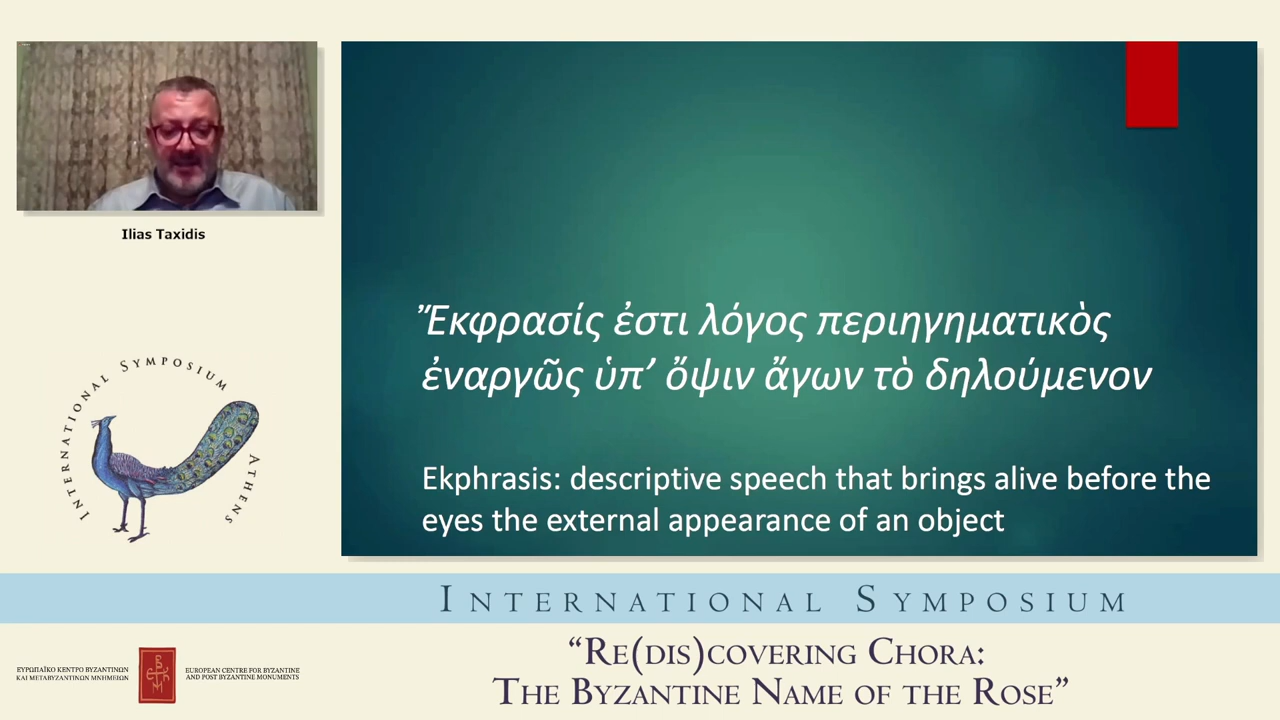 Ilias Taxidis
Ἔκφρασίς ἐστι λόγος περιηγηματικὸς
ἐναργῶς ὑπ’ ὄψιν ἄγων τὸ δηλούμενον
Ekphrasis: descriptive speech that brings alive before the
eyes the external appearance of an object
INTERNATIONAL SYMPOSIUM ATHENS
INTERNATIONAL SYMPOSIUM
“RE(DIS)COVERING CHORA:
THE BYZANTINE NAME OF THE ROSE”
ΕΥΡΩΠΑΪΚΟ ΚΕΝΤΡΟ ΒΥΖΑΝΤΙΝΩΝ
ΚΑΙ ΜΕΤΑΒΥΖΑΝΤΙΝΩΝ ΜΝΗΜΕΙΩΝ
EUROPEAN CENTRE FOR BYZANTINE
AND POST BYZANTINE MONUMENTS